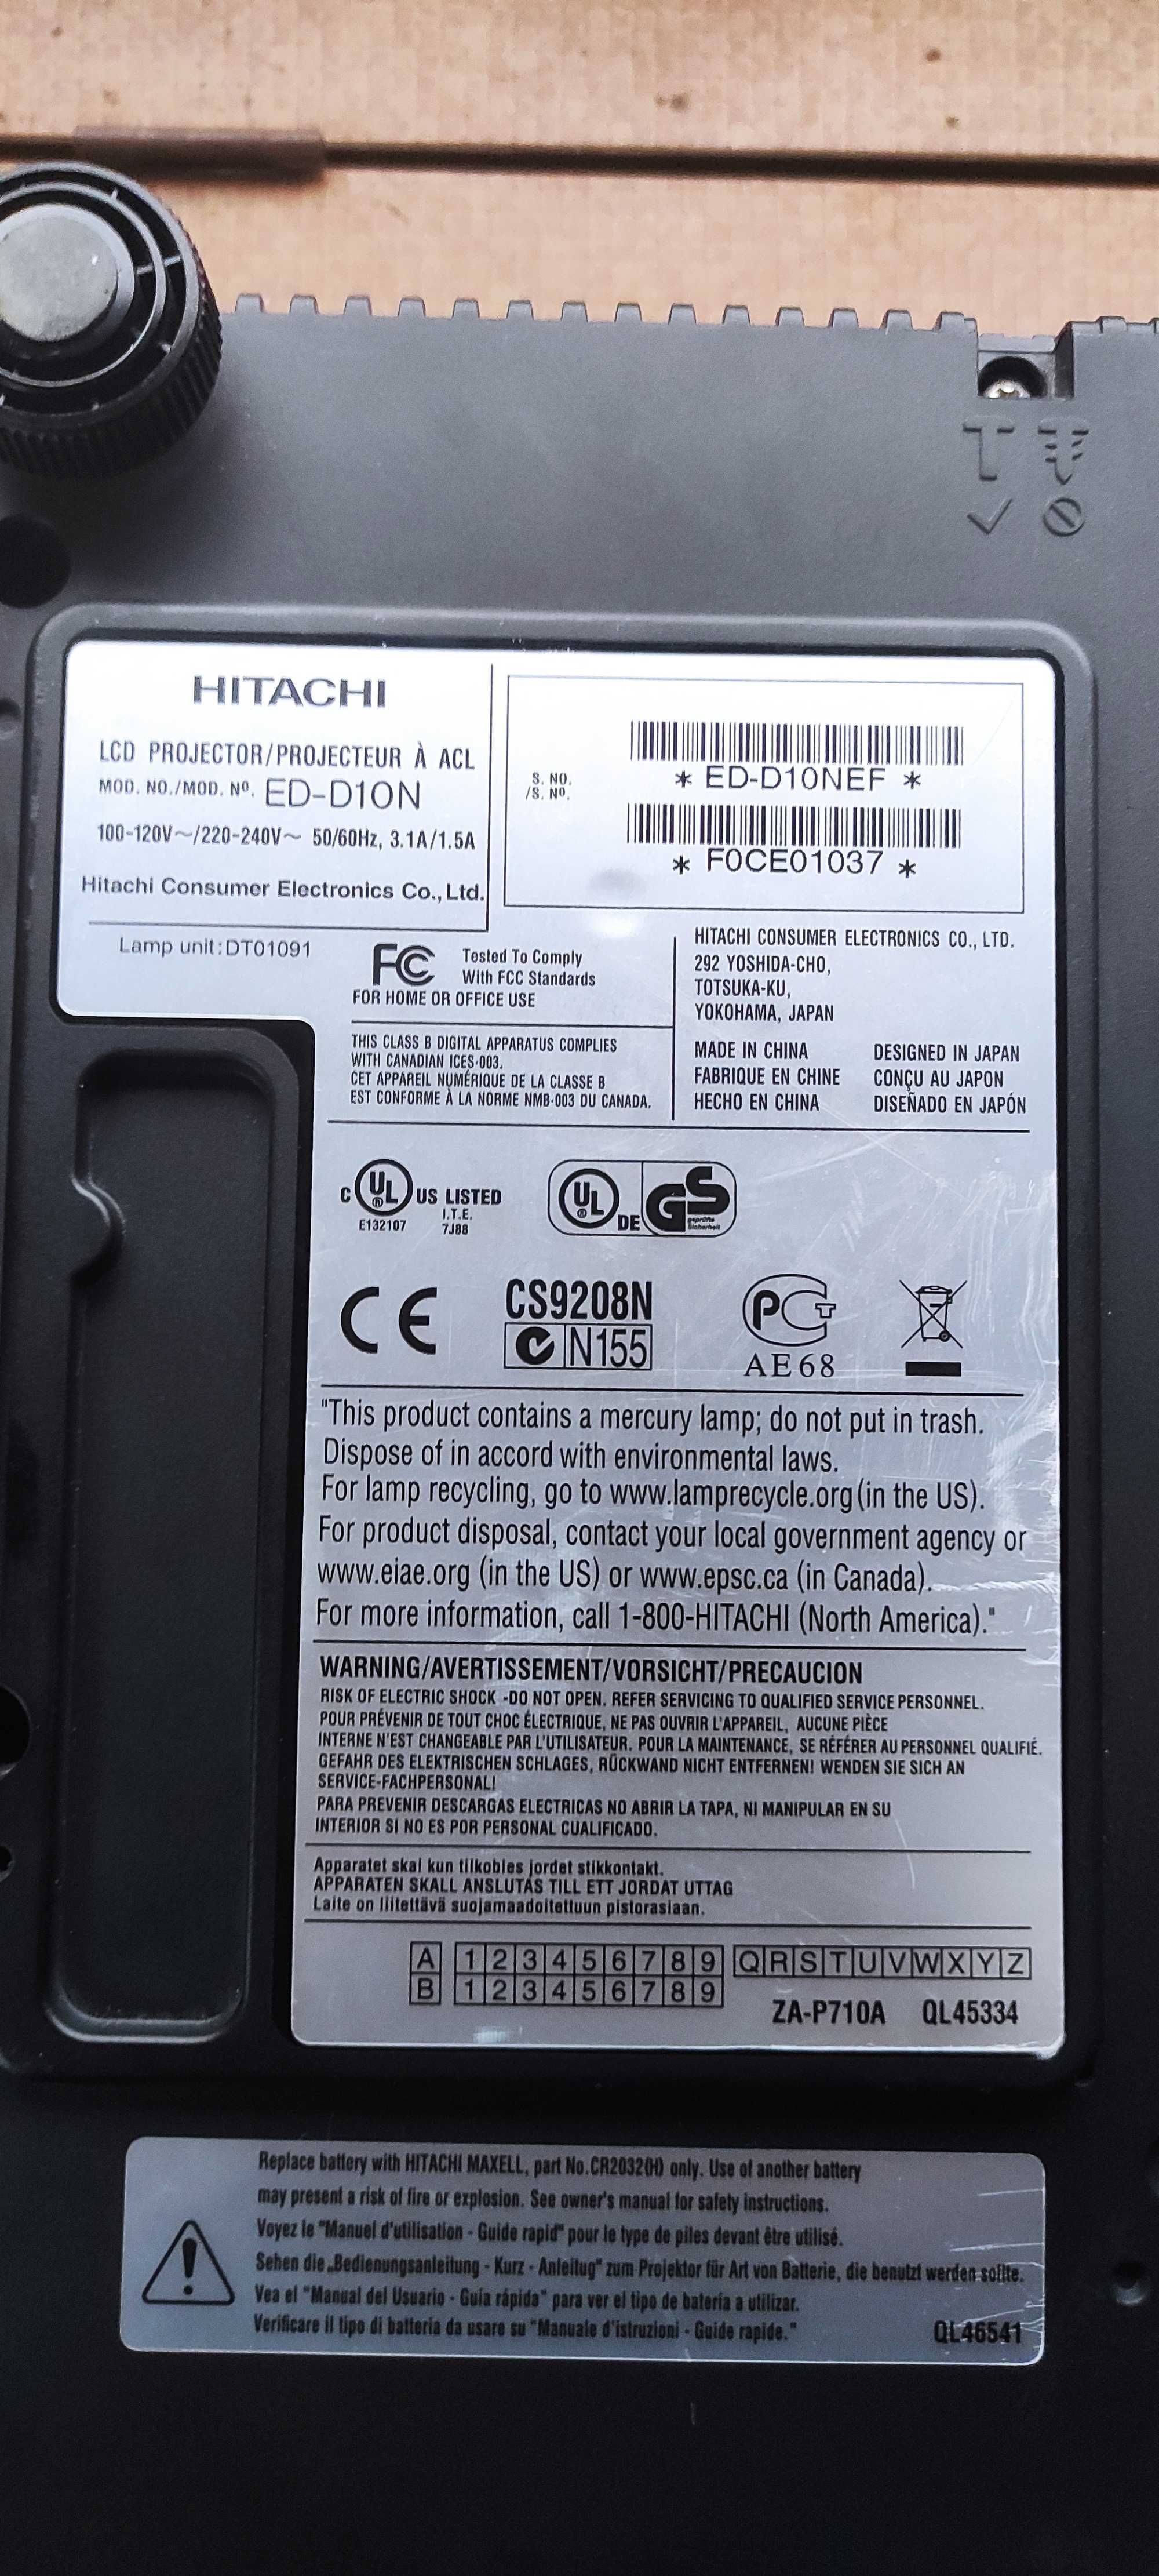 HITACHI
LCD PROJECTOR/PROJECTEUR À ACL
MOD. NO./MOD. Nº. ED-D10N
100-120V～/220-240V～ 50/60Hz, 3.1A/1.5A
Hitachi Consumer Electronics Co., Ltd.
Lamp unit:DT01091
S. NO.
/S. Nº.
* ED-D10NEF *
* F0CE01037 *
FC
Tested To Comply
With FCC Standards
FOR HOME OR OFFICE USE
THIS CLASS B DIGITAL APPARATUS COMPLIES
WITH CANADIAN ICES-003.
CET APPAREIL NUMÉRIQUE DE LA CLASSE B
EST CONFORME À LA NORME NMB-003 DU CANADA.
HITACHI CONSUMER ELECTRONICS CO., LTD.
292 YOSHIDA-CHO,
TOTSUKA-KU,
YOKOHAMA, JAPAN
MADE IN CHINA DESIGNED IN JAPAN
FABRIQUE EN CHINE CONÇU AU JAPON
HECHO EN CHINA DISEÑADO EN JAPÓN
C UL ® US LISTED
I.T.E.
E132107 7J88
UL ® DE GS
geprüfte
Sicherheit
CE
CS9208N
N155
PCT
AE68
"This product contains a mercury lamp; do not put in trash.
Dispose of in accord with environmental laws.
For lamp recycling, go to www.lamprecycle.org (in the US).
For product disposal, contact your local government agency or
www.eiae.org (in the US) or www.epsc.ca (in Canada).
For more information, call 1-800-HITACHI (North America)."
WARNING/AVERTISSEMENT/VORSICHT/PRECAUCION
RISK OF ELECTRIC SHOCK -DO NOT OPEN. REFER SERVICING TO QUALIFIED SERVICE PERSONNEL.
POUR PRÉVENIR DE TOUT CHOC ÉLECTRIQUE, NE PAS OUVRIR L'APPAREIL, AUCUNE PIÈCE
INTERNE N'EST CHANGEABLE PAR L'UTILISATEUR. POUR LA MAINTENANCE, SE RÉFÉRER AU PERSONNEL QUALIFIÉ.
GEFAHR DES ELEKTRISCHEN SCHLAGES, RÜCKWAND NICHT ENTFERNEN! WENDEN SIE SICH AN
SERVICE-FACHPERSONAL!
PARA PREVENIR DESCARGAS ELECTRICAS NO ABRIR LA TAPA, NI MANIPULAR EN SU
INTERIOR SI NO ES POR PERSONAL CUALIFICADO.
Apparatet skal kun tilkobles jordet stikkontakt.
APPARATEN SKALL ANSLUTAS TILL ETT JORDAT UTTAG
Laite on liitettävä suojamaadoitettuun pistorasiaan.
A 1 2 3 4 5 6 7 8 9 Q R S T U V W X Y Z
B 1 2 3 4 5 6 7 8 9
ZA-P710A QL45334
Replace battery with HITACHI MAXELL, part No. only. Use of another battery
may present a risk of fire or explosion. See owner's manual for safety instructions.
Voyez le "Manuel d'utilisation - Guide rapid" pour le type de piles devant être utilisé.
Sehen die „Bedienungsanleitung - Kurz - Anleitug" zum Projektor für Art von Batterie, die benutzt werden sollte.
Vea el "Manual del Usuario - Guía rápida" para ver el tipo de batería a utilizar.
Verificare il tipo di batteria da usare su "Manuale d'istruzioni - Guide rapide."
QL46541